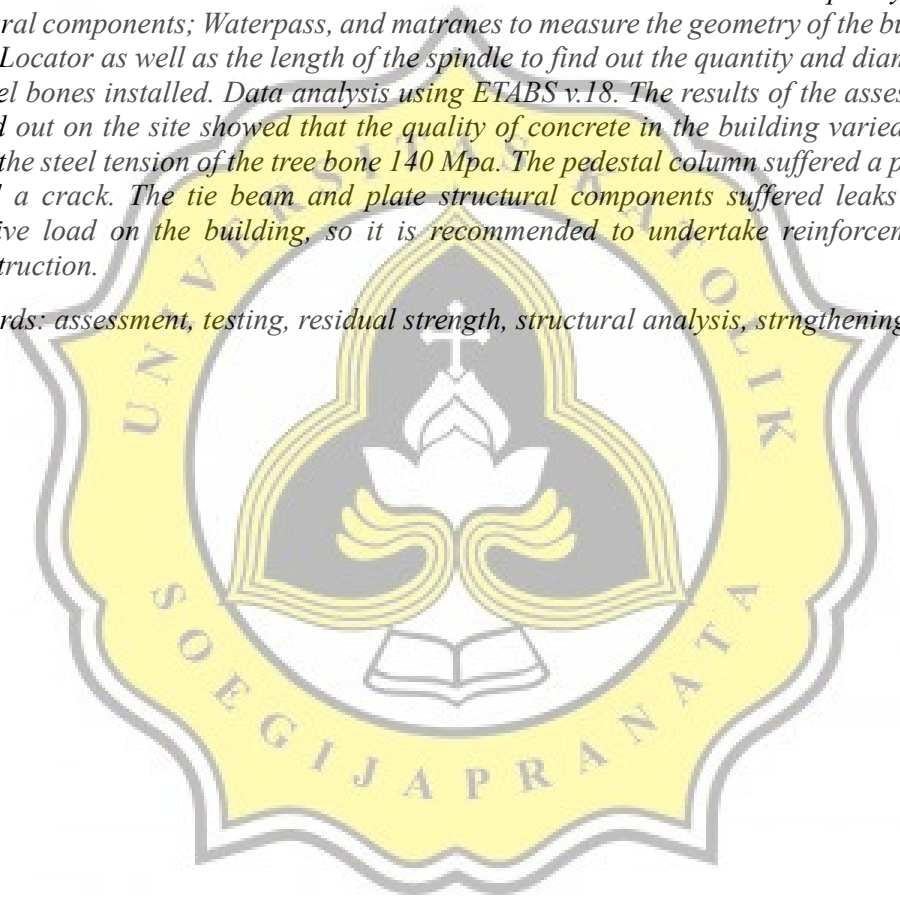 ral components; Waterpass, and matranes to measure the geometry of the bu
Locator as well as the length of the spindle to find out the quantity and dian
el bones installed. Data analysis using ETABS v.18. The results of the asses
d out on the site showed that the quality of concrete in the building varied
the steel tension of the tree bone 140 Mpa. The pedestal column suffered a p
a crack. The tie beam and plate structural components suffered leaks
ive load on the building, so it is recommended to undertake reinforcen
truction.
rds: assessment, testing, residual strength, structural analysis, strngthening
UNIVERSITAS KATOLIK
SOEGIJAPRANATA